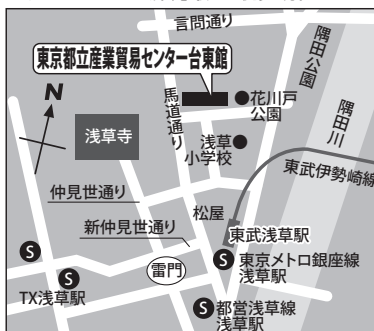 言問通り
東京都立産業貿易センター台東館
隅田公園
N
馬道通り
花川戸
公園
隅田川
浅草寺
浅草
小学校
東武伊勢崎線
仲見世通り
松屋
新仲見世通り
東武浅草駅
S
雷門
S 東京メトロ銀座線
浅草駅
S
TX浅草駅
S 都営浅草線
浅草駅